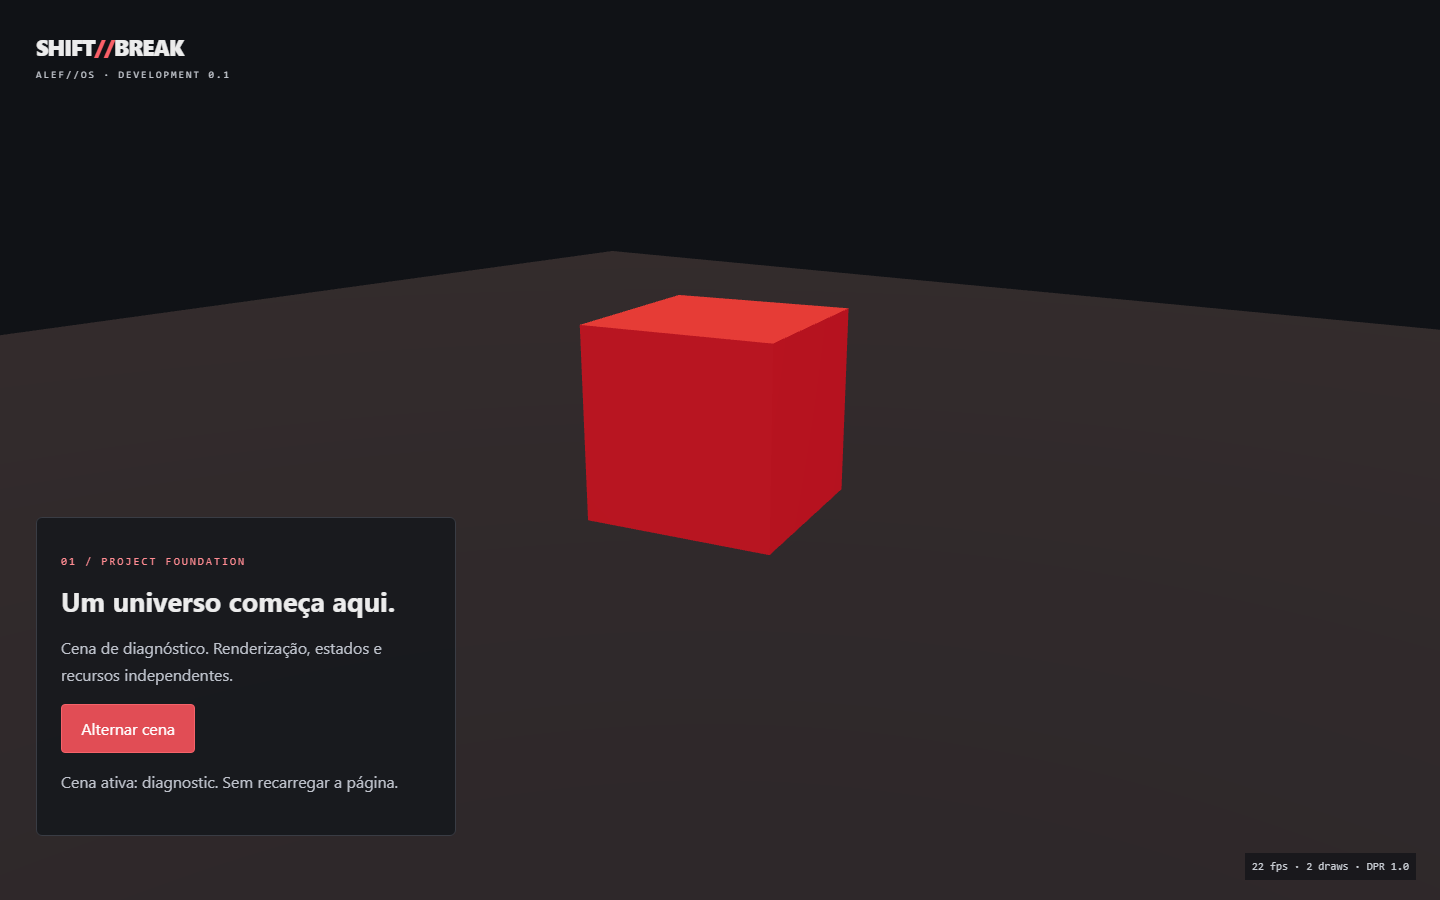 SHIFT//BREAK
ALEF//OS · DEVELOPMENT 0.1
01 / PROJECT FOUNDATION
Um universo começa aqui.
Cena de diagnóstico. Renderização, estados e
recursos independentes.
Alternar cena
Cena ativa: diagnostic. Sem recarregar a página.
22 fps · 2 draws · DPR 1.0